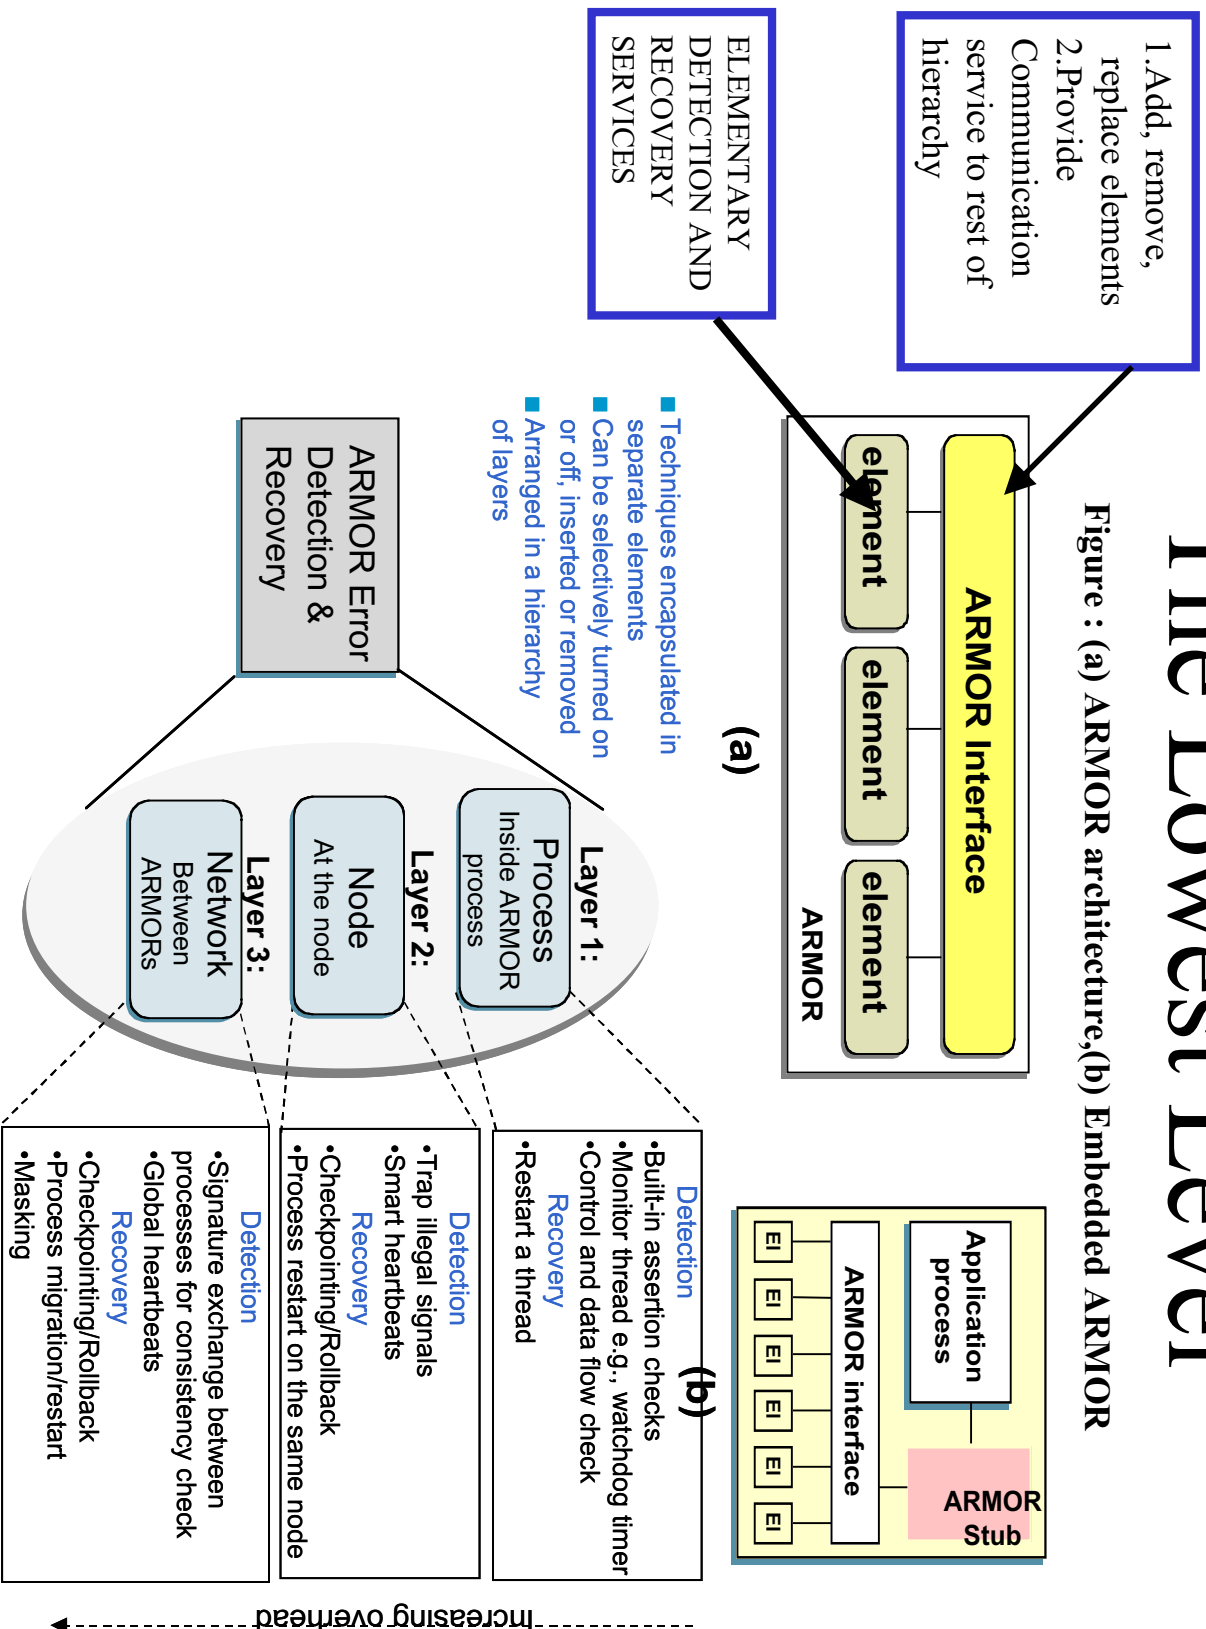 The Lowest Level
Figure : (a) ARMOR architecture,(b) Embedded ARMOR
1.Add, remove,
replace elements
2.Provide
Communication
service to rest of
hierarchy
ARMOR Interface
element
element
element
ARMOR
ELEMENTARY
DETECTION AND
RECOVERY
SERVICES
(a)
Application
process
ARMOR
Stub
ARMOR interface
El
El
El
El
El
El
(b)
■ Techniques encapsulated in
separate elements
■ Can be selectively turned on
or off, inserted or removed
■ Arranged in a hierarchy
of layers
ARMOR Error
Detection &
Recovery
Layer 1:
Process
Inside ARMOR
process
Layer 2:
Node
At the node
Layer 3:
Network
Between
ARMORs
Detection
•Built-in assertion checks
•Monitor thread e.g., watchdog timer
•Control and data flow check
Recovery
•Restart a thread
Detection
•Trap illegal signals
•Smart heartbeats
Recovery
•Checkpointing/Rollback
•Process restart on the same node
Detection
•Signature exchange between
processes for consistency check
•Global heartbeats
Recovery
•Checkpointing/Rollback
•Process migration/restart
•Masking
Increasing overhead